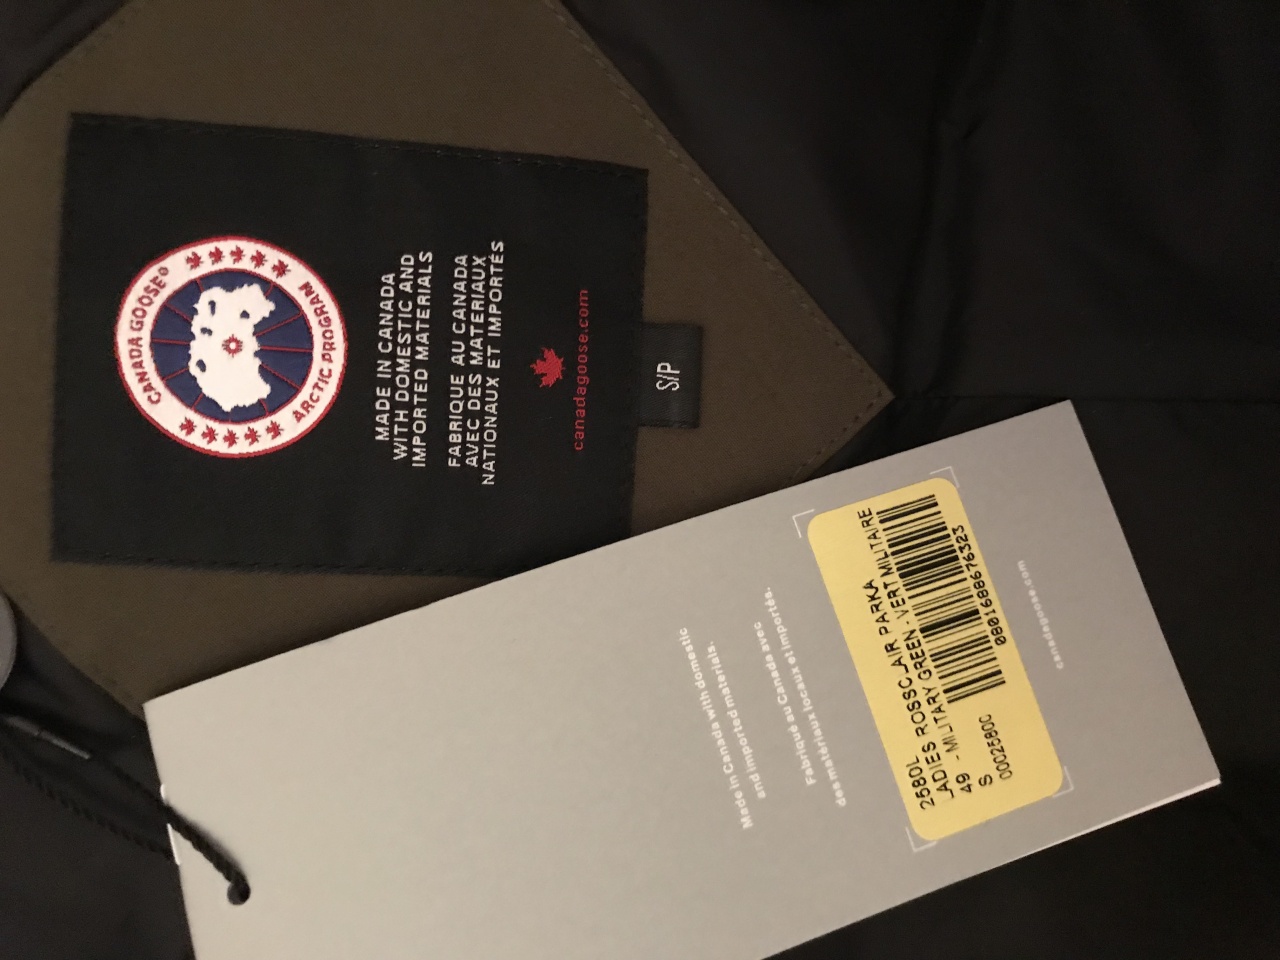 CANADA GOOSE®
ARCTIC PROGRAM
MADE IN CANADA
WITH DOMESTIC AND
IMPORTED MATERIALS
FABRIQUE AU CANADA
AVEC DES MATERIAUX
NATIONAUX ET IMPORTÉS
canadagoose.com
S/P
Made in Canada with domestic
and imported materials.
Fabriqué au Canada avec
des matériaux locaux et importés.
2580L
LADIES ROSSCLAIR PARKA
49 - MILITARY GREEN - VERT MILITAIRE
S
0801688676323
canadagoose.com